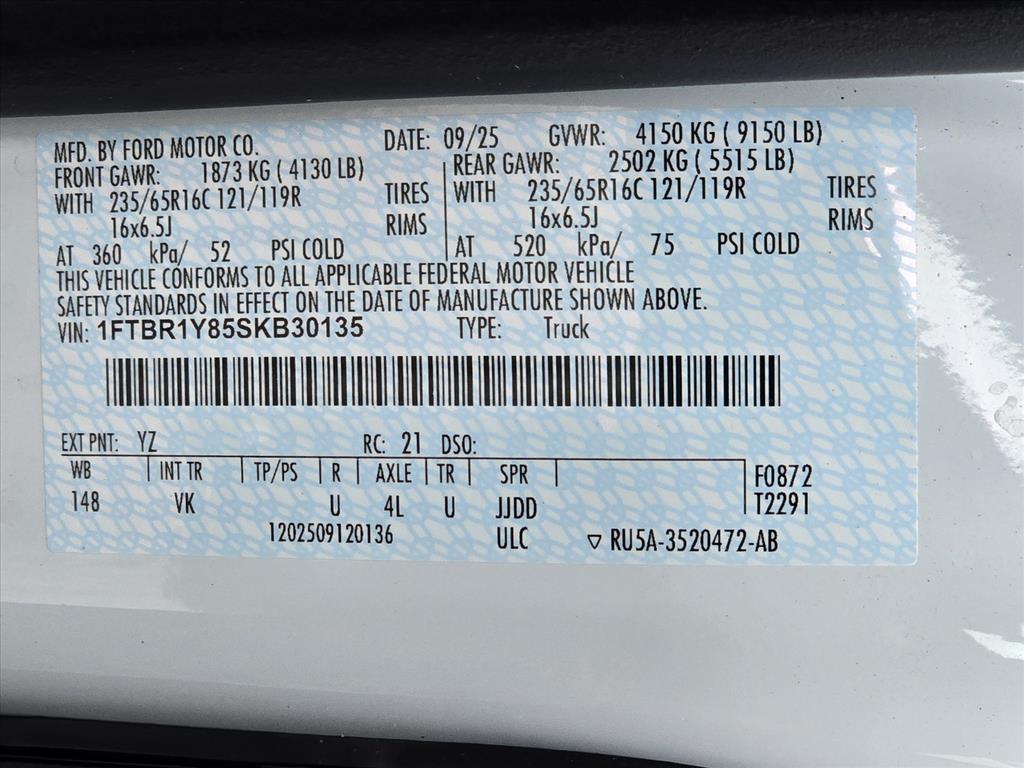 MFD. BY FORD MOTOR CO. DATE: 09/25 GVWR: 4150 KG ( 9150 LB)
FRONT GAWR: 1873 KG ( 4130 LB) REAR GAWR: 2502 KG ( 5515 LB)
WITH 235/65R16C 121/119R TIRES WITH 235/65R16C 121/119R TIRES
16x6.5J RIMS 16x6.5J RIMS
AT 360 kPa/ 52 PSI COLD AT 520 kPa/ 75 PSI COLD
THIS VEHICLE CONFORMS TO ALL APPLICABLE FEDERAL MOTOR VEHICLE
SAFETY STANDARDS IN EFFECT ON THE DATE OF MANUFACTURE SHOWN ABOVE.
VIN: 1FTBR1Y85SKB30135 TYPE: Truck
EXT PNT: YZ RC: 21 DSO:
WB INT TR TP/PS R AXLE TR SPR F0872
148 VK U 4L U JJDD T2291
1202509120136 ULC ▽ RU5A-3520472-AB